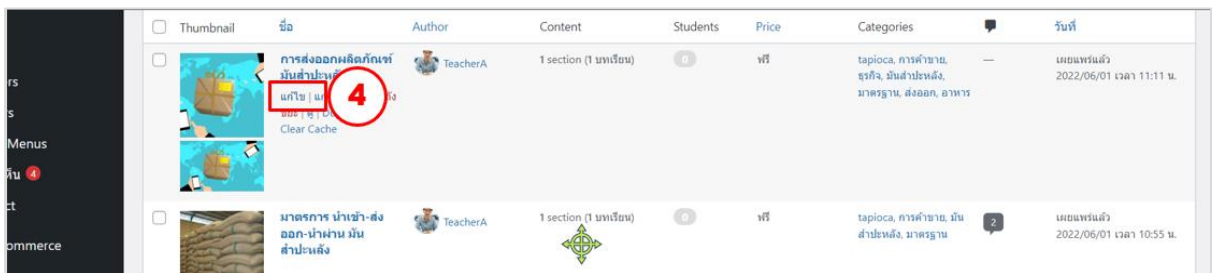 Thumbnail ชื่อ Author Content Students Price Categories วันที่
การส่งออกผลิตภัณฑ์ TeacherA 1 section (1 บทเรียน) 0 ฟรี tapioca, การค้าขาย, — เผยแพร่แล้ว
มันสำปะหลัง ธุรกิจ, มันสำปะหลัง, 2022/06/01 เวลา 11:11 น.
rs แก้ไข | 4 มาตรฐาน, ส่งออก, อาหาร
s | ดู |
Menus Clear Cache
4
ct
มาตรการ นำเข้า-ส่ง TeacherA 1 section (1 บทเรียน) 0 ฟรี tapioca, การค้าขาย, มัน 2 เผยแพร่แล้ว
ออก-นำผ่าน มัน สำปะหลัง, มาตรฐาน 2022/06/01 เวลา 10:55 น.
ommerce สำปะหลัง